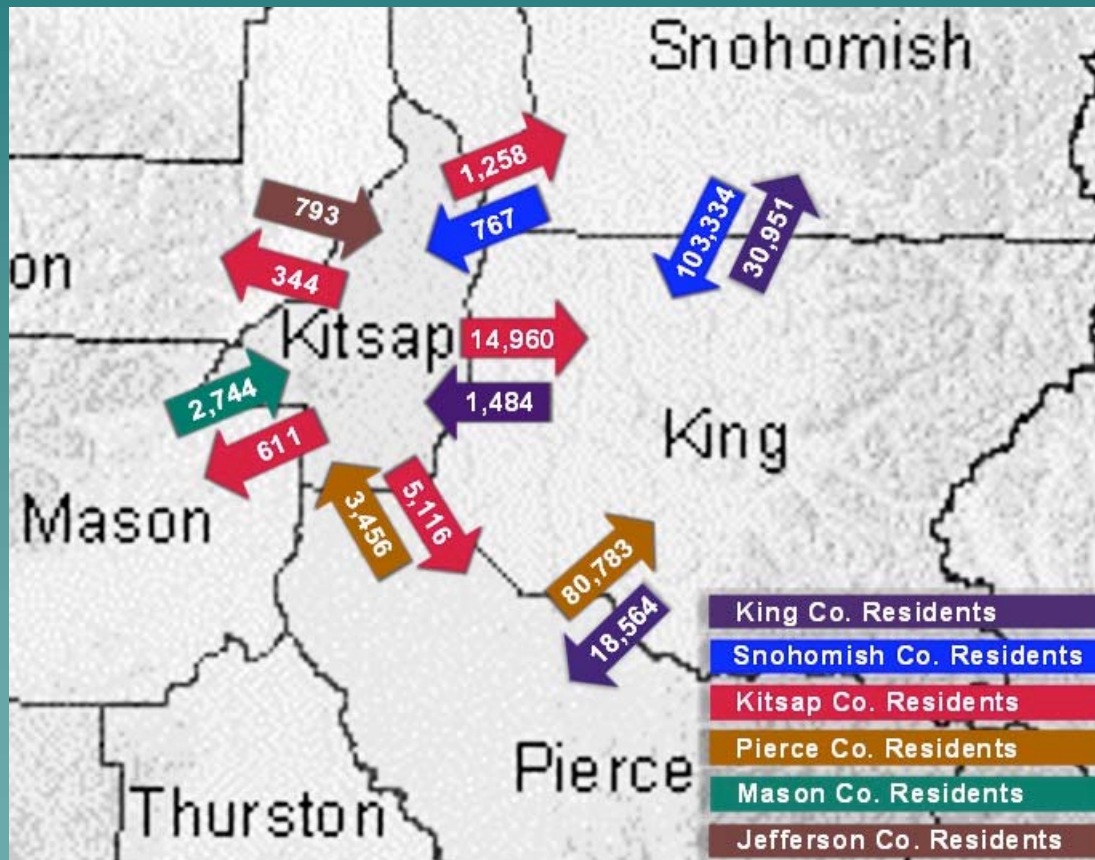 Snohomish
1,258
793
767
103,334
30,951
on
344
Kitsap
14,960
2,744
1,484
611
King
Mason
3,456
5,116
80,783
18,564
King Co. Residents
Snohomish Co. Residents
Kitsap Co. Residents
Pierce Co. Residents
Pierce
Mason Co. Residents
Thurston
Jefferson Co. Residents